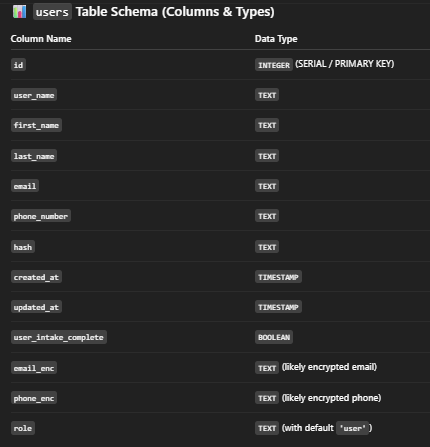 users Table Schema (Columns & Types)
Column Name Data Type
id INTEGER (SERIAL / PRIMARY KEY)
user_name TEXT
first_name TEXT
last_name TEXT
email TEXT
phone_number TEXT
hash TEXT
created_at TIMESTAMP
updated_at TIMESTAMP
user_intake_complete BOOLEAN
email_enc TEXT (likely encrypted email)
phone_enc TEXT (likely encrypted phone)
role TEXT (with default 'user')